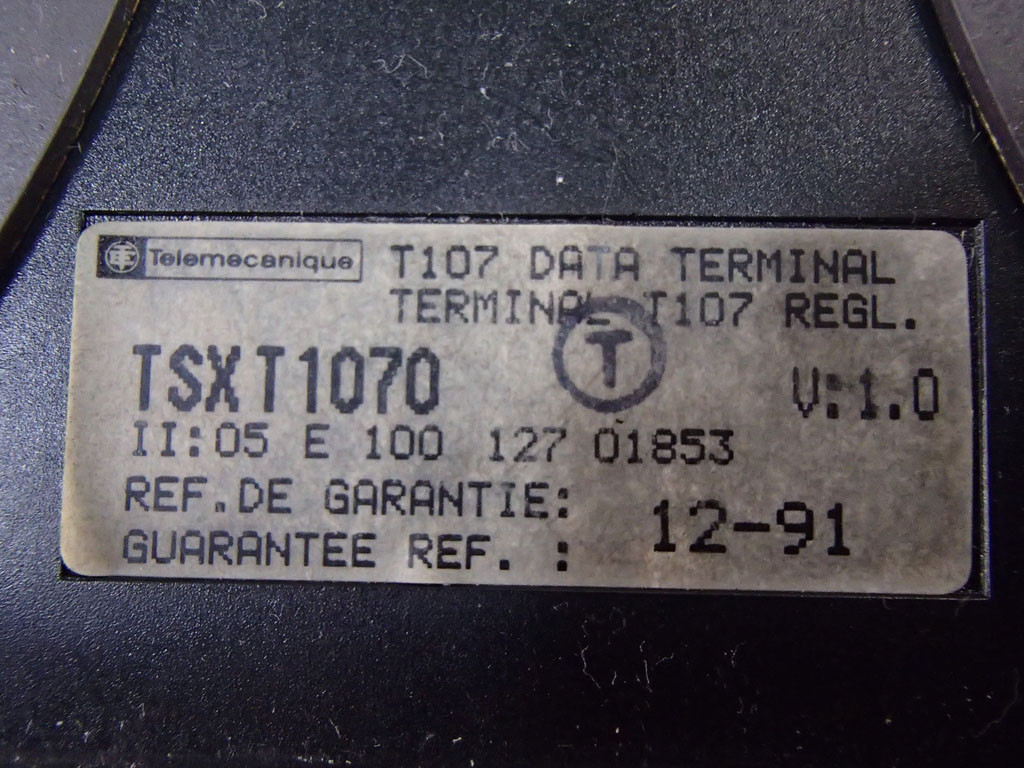 TE Telemecanique T107 DATA TERMINAL
TERMINAL T107 REGL.
T
TSX T1070 V:1.0
II:05 E 100 127 01853
REF.DE GARANTIE:
GUARANTEE REF. : 12-91